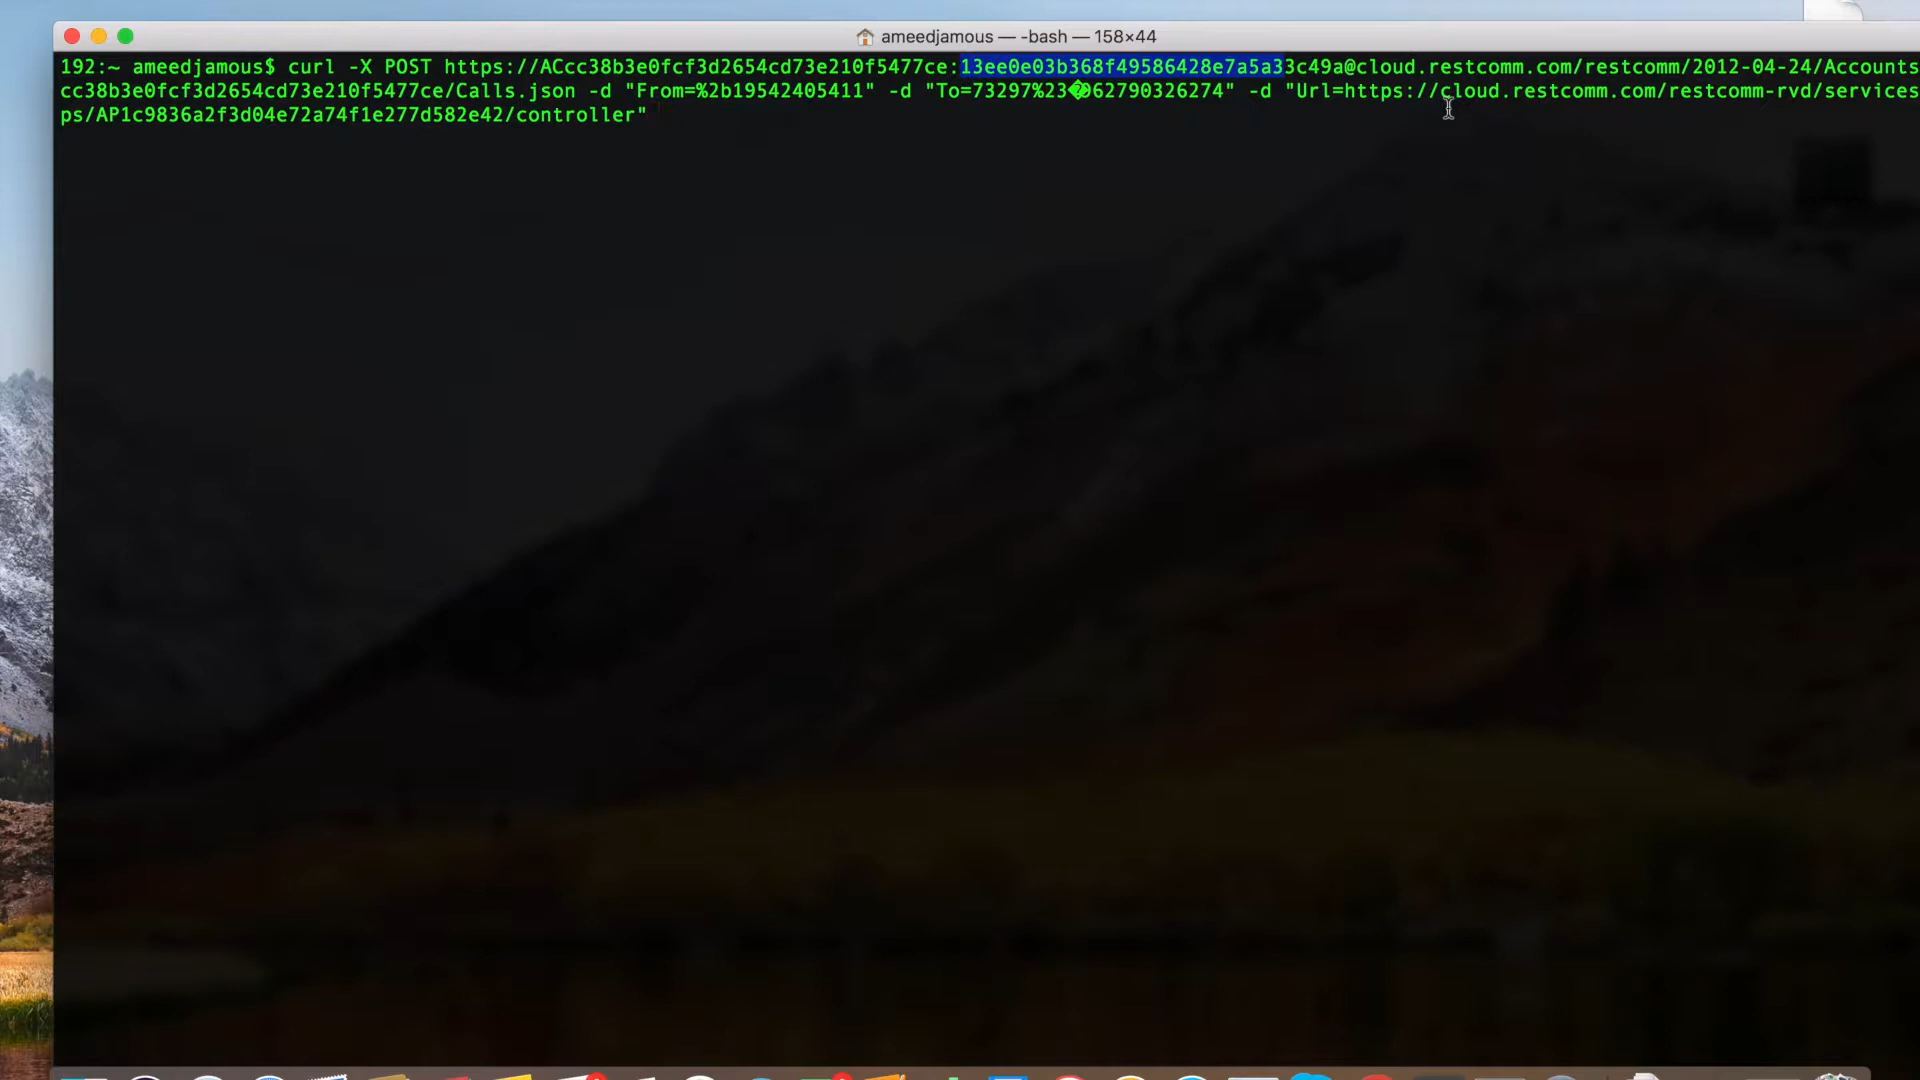 ameedjamous — -bash — 158×44
192:~ ameedjamous$ curl -X POST https://ACcc38b3e0fcf3d2654cd73e210f5477ce:13ee0e03b368f49586428e7a5a33c49a@cloud.restcomm.com/restcomm/2012-04-24/Accounts
cc38b3e0fcf3d2654cd73e210f5477ce/Calls.json -d "From=%2b19542405411" -d "To=73297%23�962790326274" -d "Url=https://cloud.restcomm.com/restcomm-rvd/services
ps/AP1c9836a2f3d04e72a74f1e277d582e42/controller"